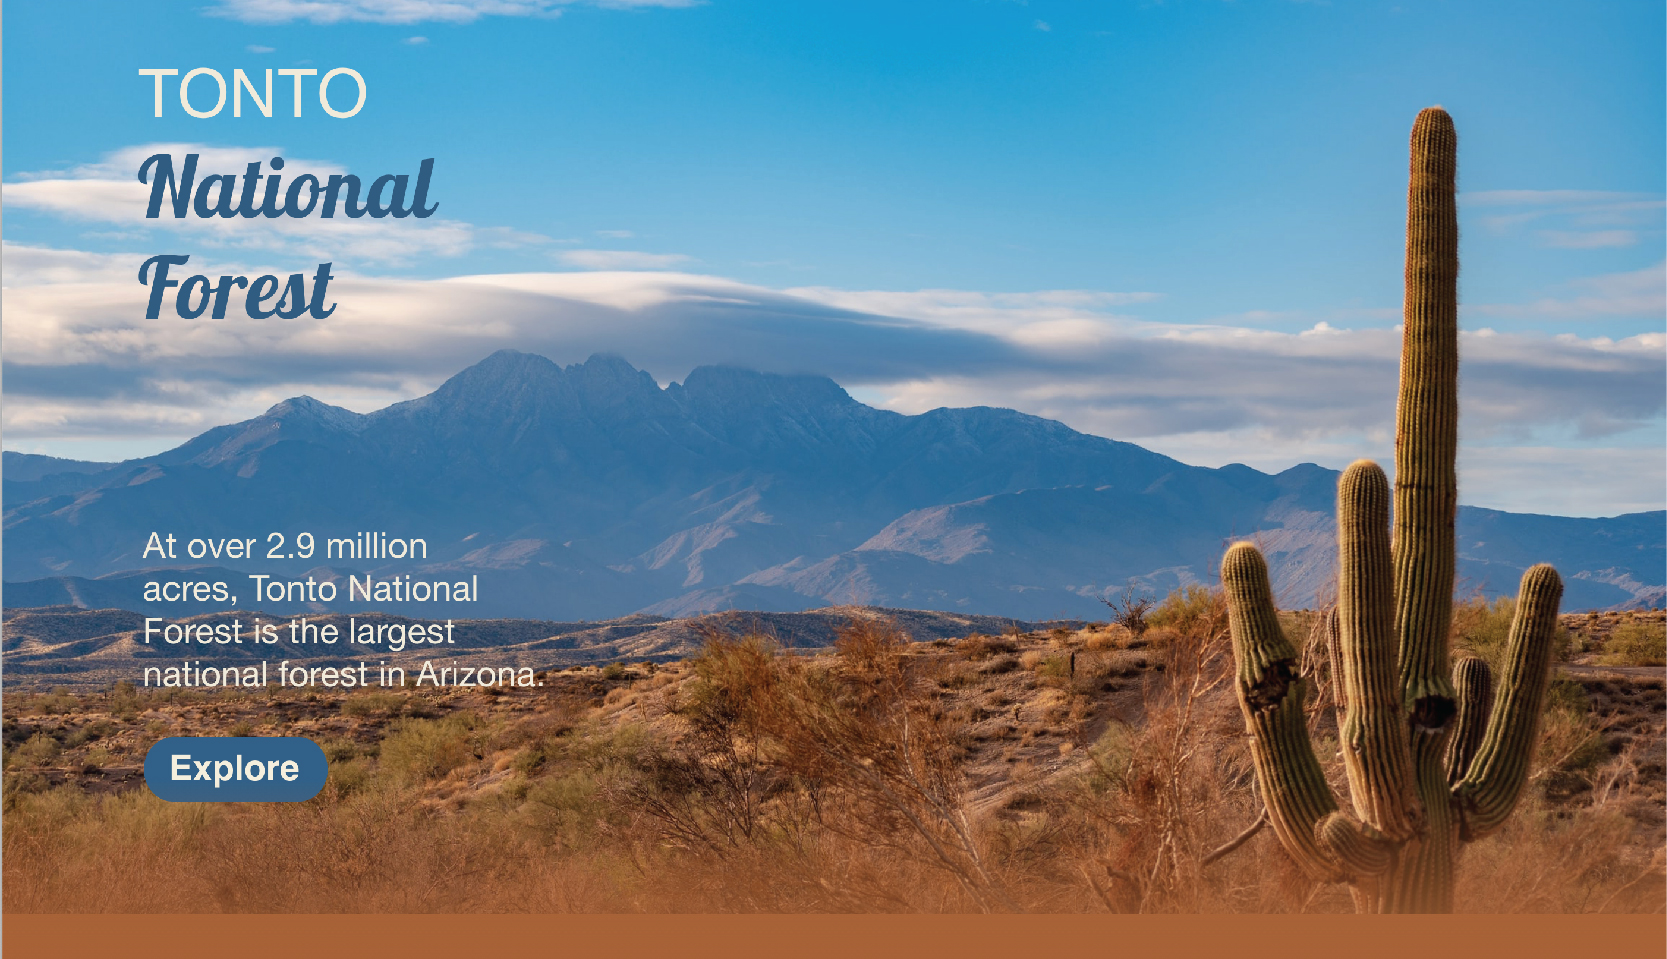 TONTO
National
Forest
At over 2.9 million
acres, Tonto National
Forest is the largest
national forest in Arizona.
Explore